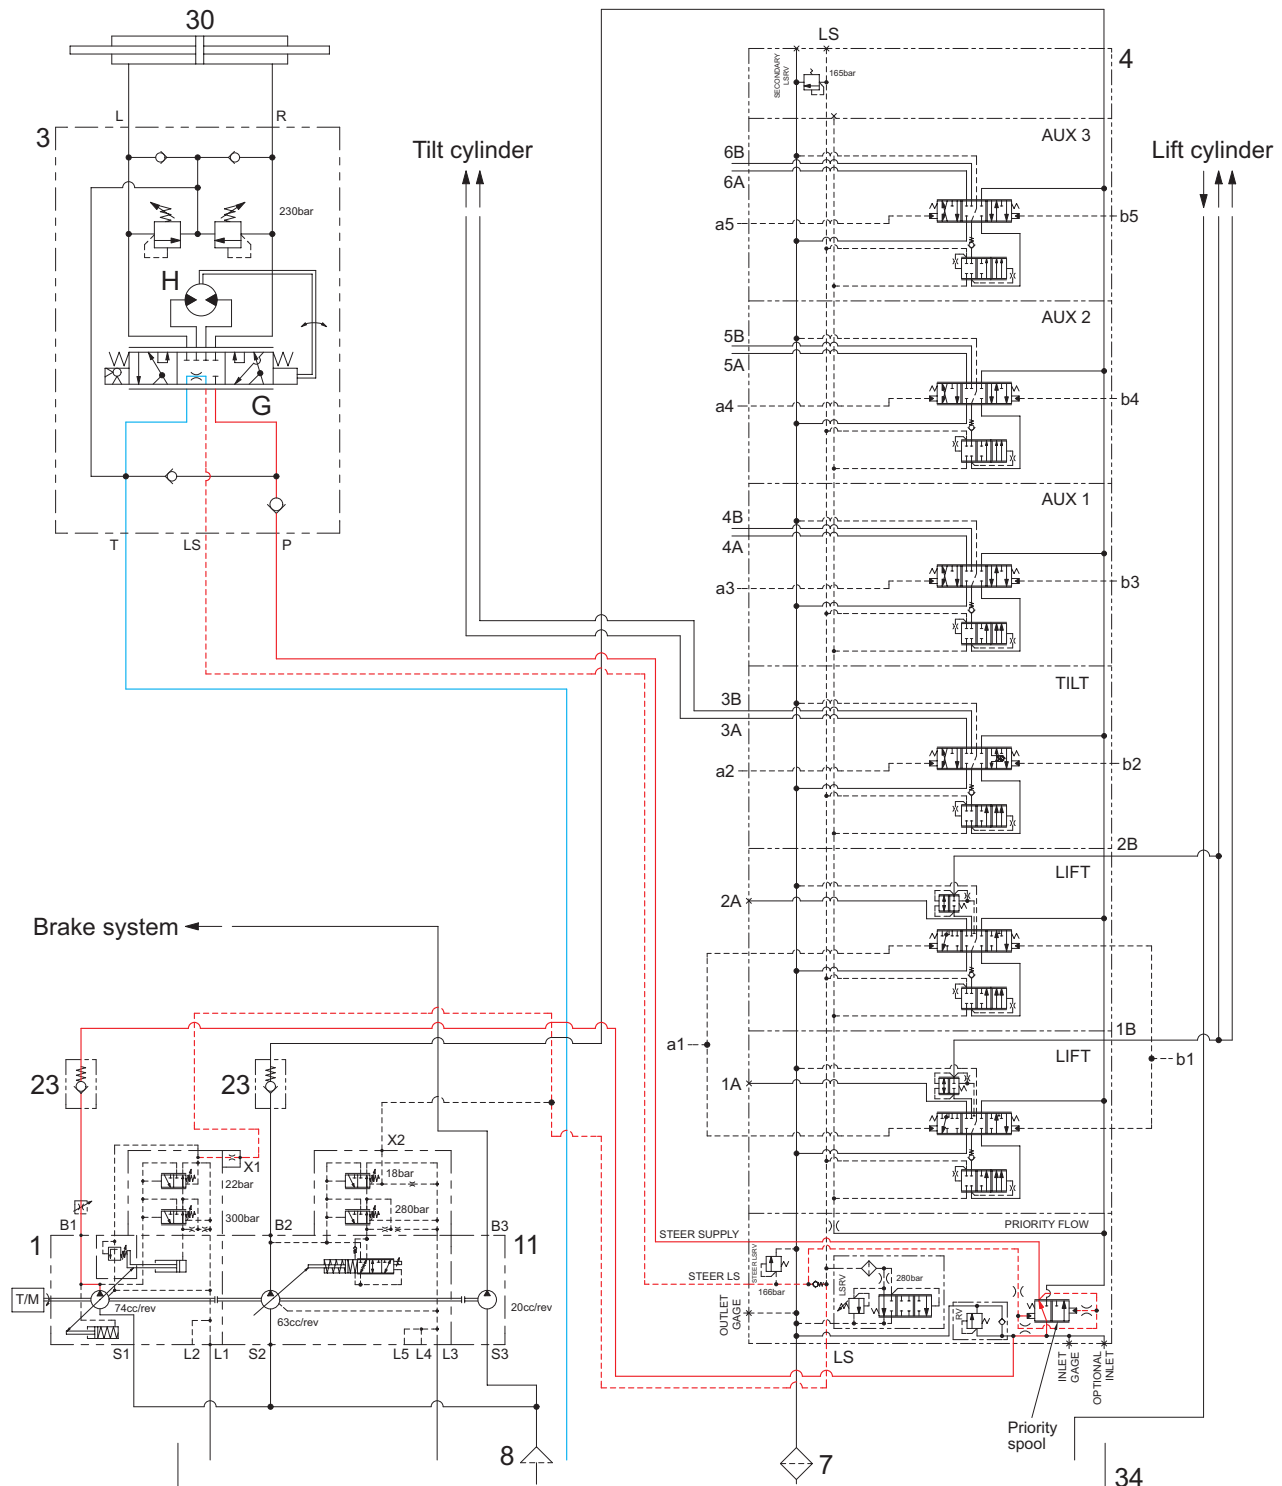 30
LS
4
SECONDARY
LSRV
165bar
L
R
3
Tilt cylinder
AUX 3
Lift cylinder
6B
6A
230bar
a5
b5
H
AUX 2
5B
5A
G
a4
b4
AUX 1
4B
4A
T
LS
P
a3
b3
TILT
3B
3A
a2
b2
2B
LIFT
2A
Brake system
1B
a1
LIFT
b1
23
23
1A
X2
X1
22bar
18bar
300bar
280bar
B1
B2
B3
PRIORITY FLOW
STEER SUPPLY
1
11
STEER LSRV
STEER LS
166bar
280bar
LSRV
T/M
74cc/rev
63cc/rev
20cc/rev
OUTLET
GAGE
RV
S1
L2
L1
S2
L5
L4
L3
S3
LS
INLET
GAGE
OPTIONAL
INLET
Priority
spool
8
7
34